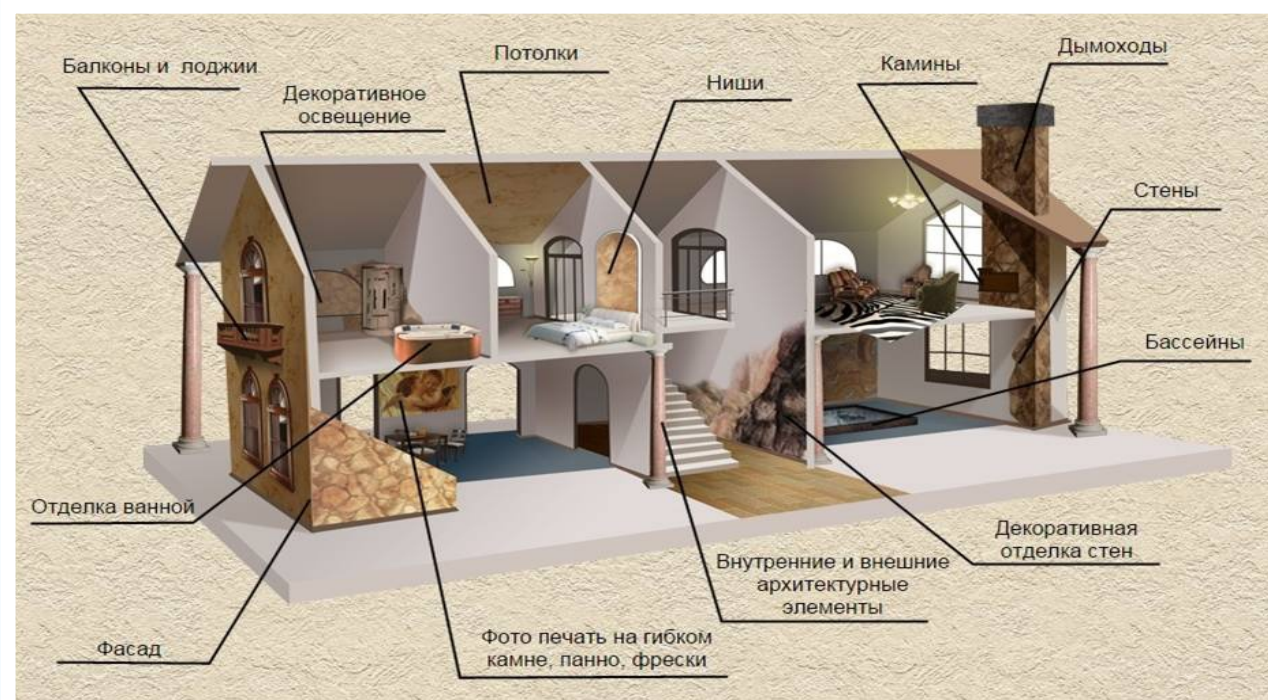 Балконы и лоджии
Декоративное
освещение
Потолки
Ниши
Камины
Дымоходы
Стены
Бассейны
Отделка ванной
Декоративная
отделка стен
Внутренние и внешние
архитектурные
элементы
Фото печать на гибком
камне, панно, фрески
Фасад